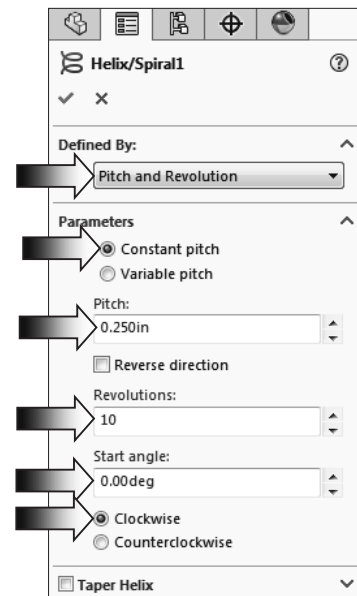 Helix/Spiral1
Defined By:
Pitch and Revolution
Parameters
Constant pitch
Variable pitch
Pitch:
0.250in
Reverse direction
Revolutions:
10
Start angle:
0.00deg
Clockwise
Counterclockwise
Taper Helix